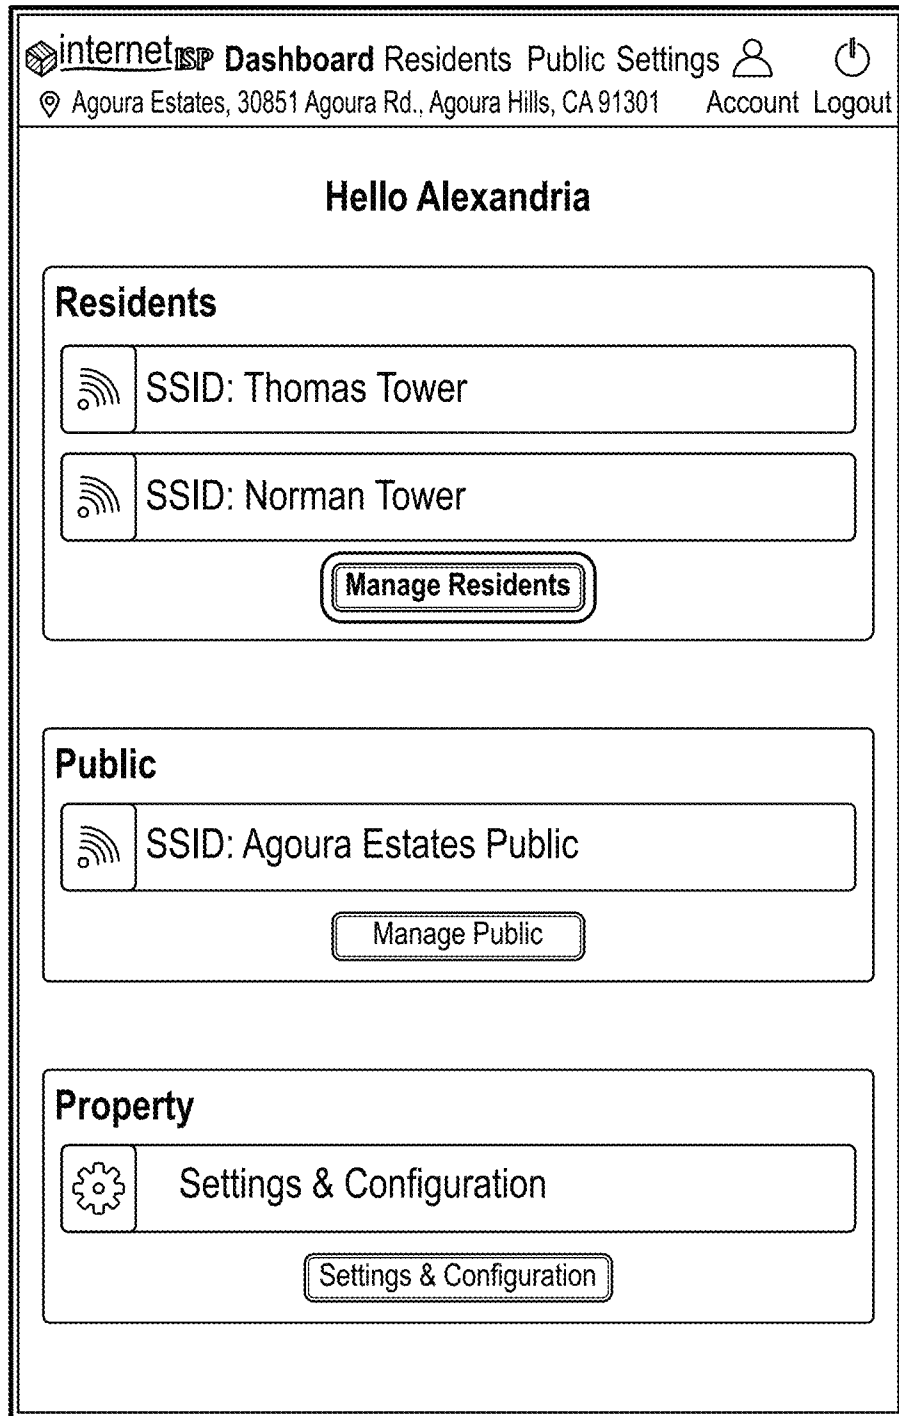 internet ISP Dashboard Residents Public Settings
Agoura Estates, 30851 Agoura Rd., Agoura Hills, CA 91301 Account Logout
Hello Alexandria
Residents
SSID: Thomas Tower
SSID: Norman Tower
Manage Residents
Public
SSID: Agoura Estates Public
Manage Public
Property
Settings & Configuration
Settings & Configuration